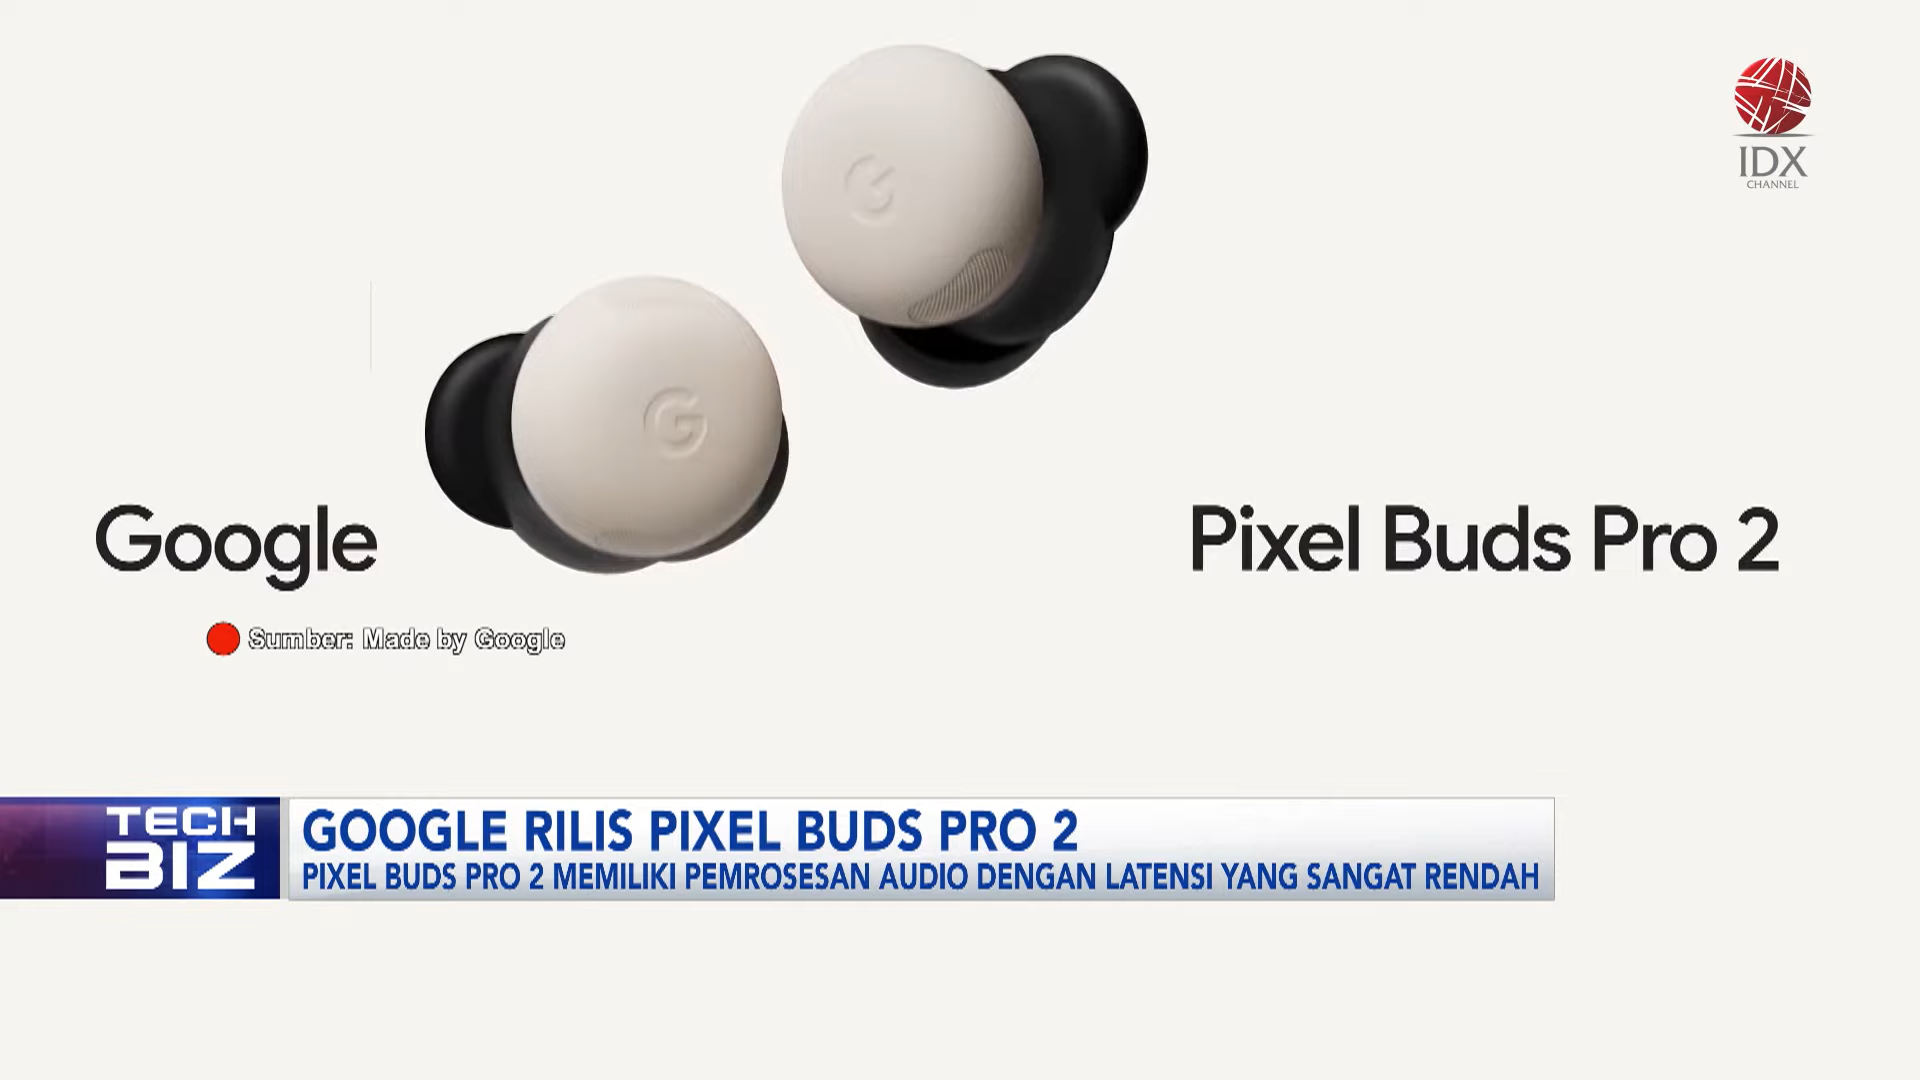 IDX
CHANNEL
G
G
Google
Pixel Buds Pro 2
Sumber: Made by Google
TECH
BIZ
GOOGLE RILIS PIXEL BUDS PRO 2
PIXEL BUDS PRO 2 MEMILIKI PEMROSESAN AUDIO DENGAN LATENSI YANG SANGAT RENDAH